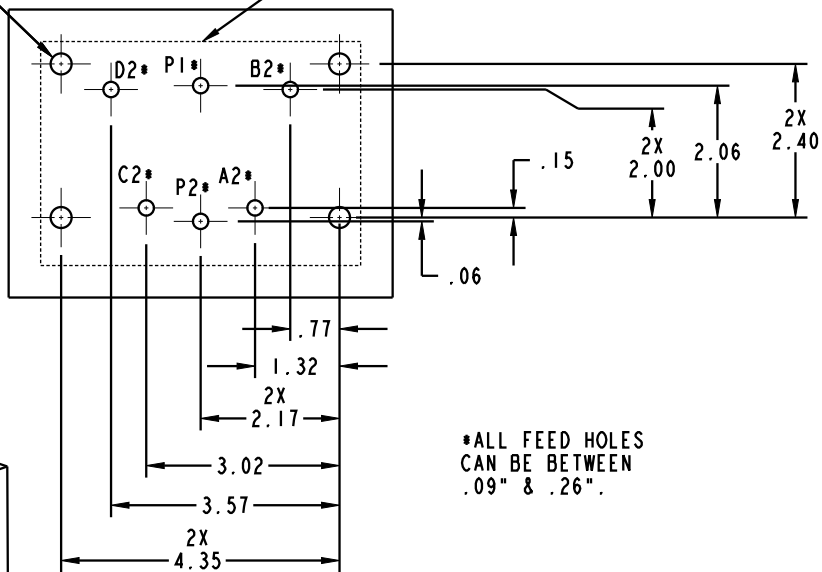 D2* P1* B2*
C2* P2* A2*
2X
2.40
2.06
2X
2.00
.15
.06
.77
1.32
2X
2.17
3.02
3.57
2X
4.35
*ALL FEED HOLES
CAN BE BETWEEN
.09" & .26".